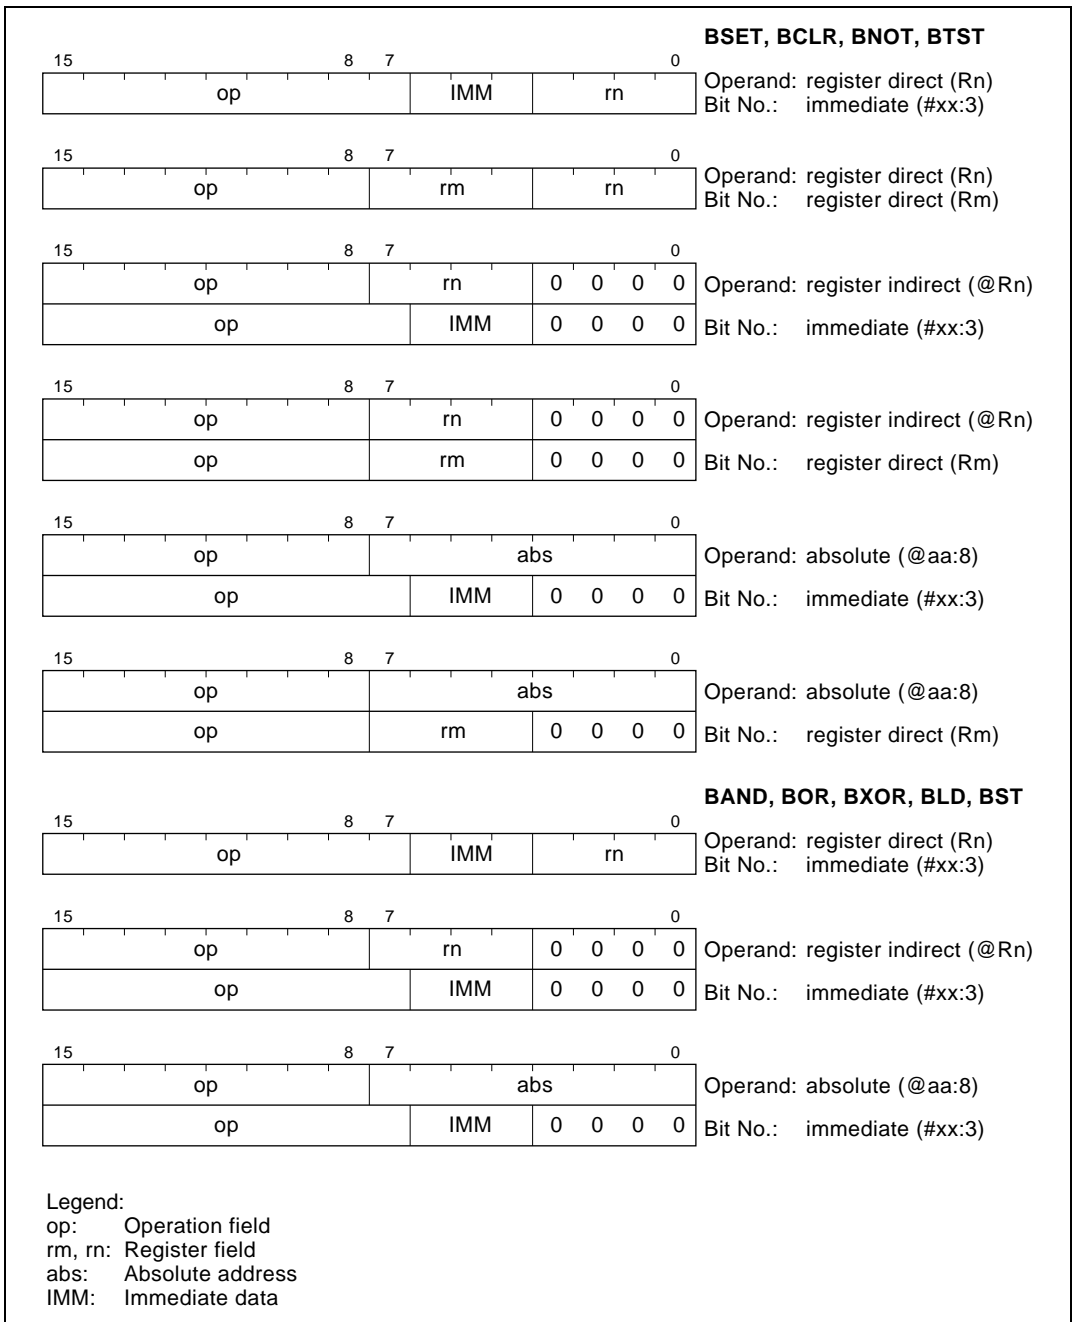 BSET, BCLR, BNOT, BTST
15 8 7 0
op IMM rn
Operand: register direct (Rn)
Bit No.: immediate (#xx:3)
15 8 7 0
op rm rn
Operand: register direct (Rn)
Bit No.: register direct (Rm)
15 8 7 0
op rn 0 0 0 0 Operand: register indirect (@Rn)
op IMM 0 0 0 0 Bit No.: immediate (#xx:3)
15 8 7 0
op rn 0 0 0 0 Operand: register indirect (@Rn)
op rm 0 0 0 0 Bit No.: register direct (Rm)
15 8 7 0
op abs Operand: absolute (@aa:8)
op IMM 0 0 0 0 Bit No.: immediate (#xx:3)
15 8 7 0
op abs Operand: absolute (@aa:8)
op rm 0 0 0 0 Bit No.: register direct (Rm)
BAND, BOR, BXOR, BLD, BST
15 8 7 0
op IMM rn
Operand: register direct (Rn)
Bit No.: immediate (#xx:3)
15 8 7 0
op rn 0 0 0 0 Operand: register indirect (@Rn)
op IMM 0 0 0 0 Bit No.: immediate (#xx:3)
15 8 7 0
op abs Operand: absolute (@aa:8)
op IMM 0 0 0 0 Bit No.: immediate (#xx:3)
Legend:
op: Operation field
rm, rn: Register field
abs: Absolute address
IMM: Immediate data